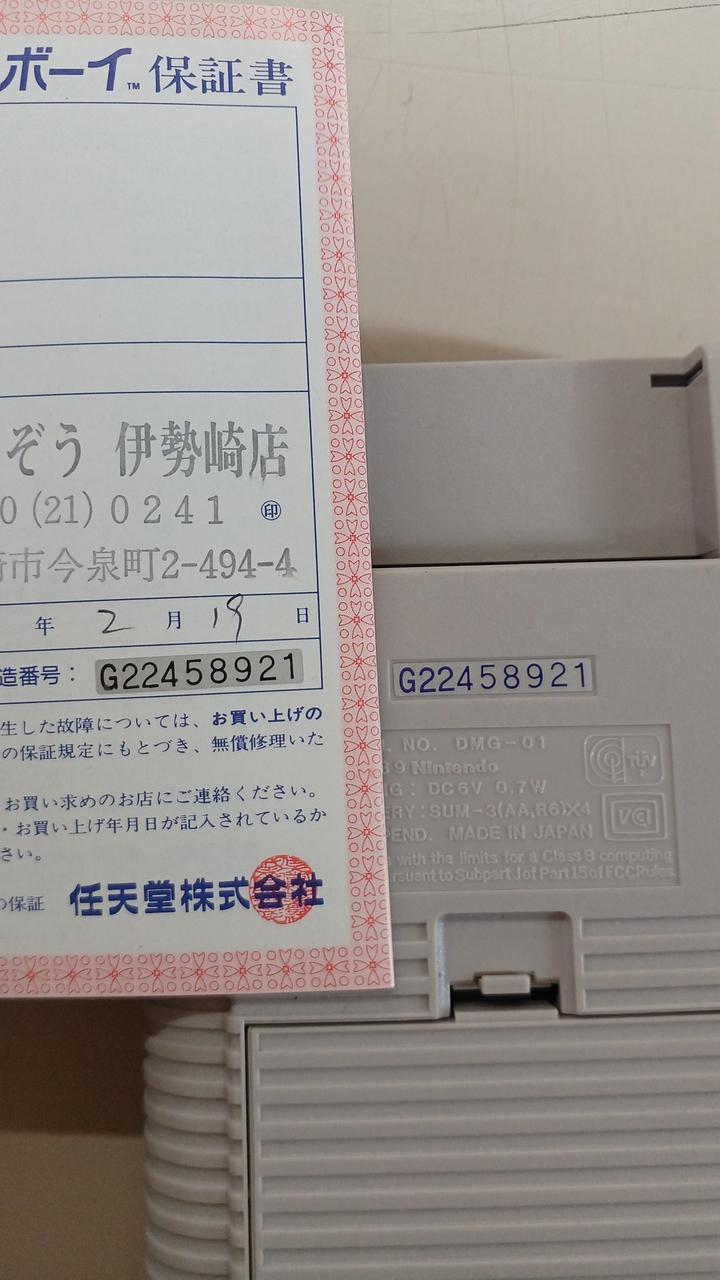 ボーイ™ 保証書
ぞう 伊勢崎店
0(21)0241 ㊞
市今泉町2-494-4
年 2 月 19 日
造番号: G22458921
生した故障については、お買い上げの
の保証規定にもとづき、無償修理いた
お買い求めのお店にご連絡ください。
・お買い上げ年月日が記入されているか
さい。
の保証 任天堂株式会社
G22458921
NO. DMG-01
89 Nintendo
G: DC6V 0.7W
ERY: SUM-3(AA,R6)X4
PEND. MADE IN JAPAN
TÜV
VCI
with the limits for a Class B computing
rsuant to Subpart J of Part 15 of FCC Rules.